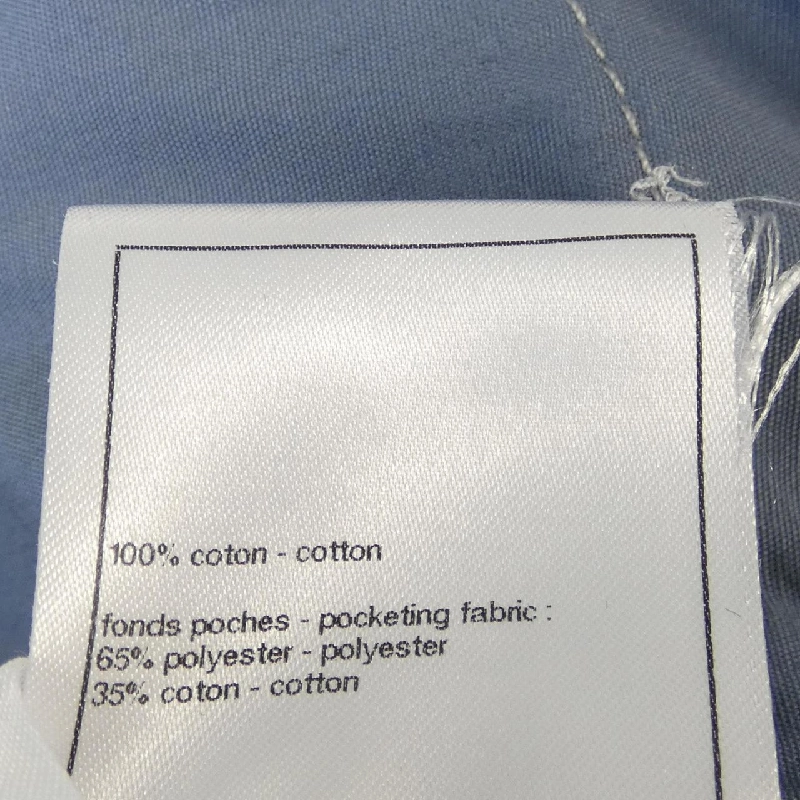 100% coton - cotton
fonds poches - pocketing fabric :
65% polyester - polyester
35% coton - cotton